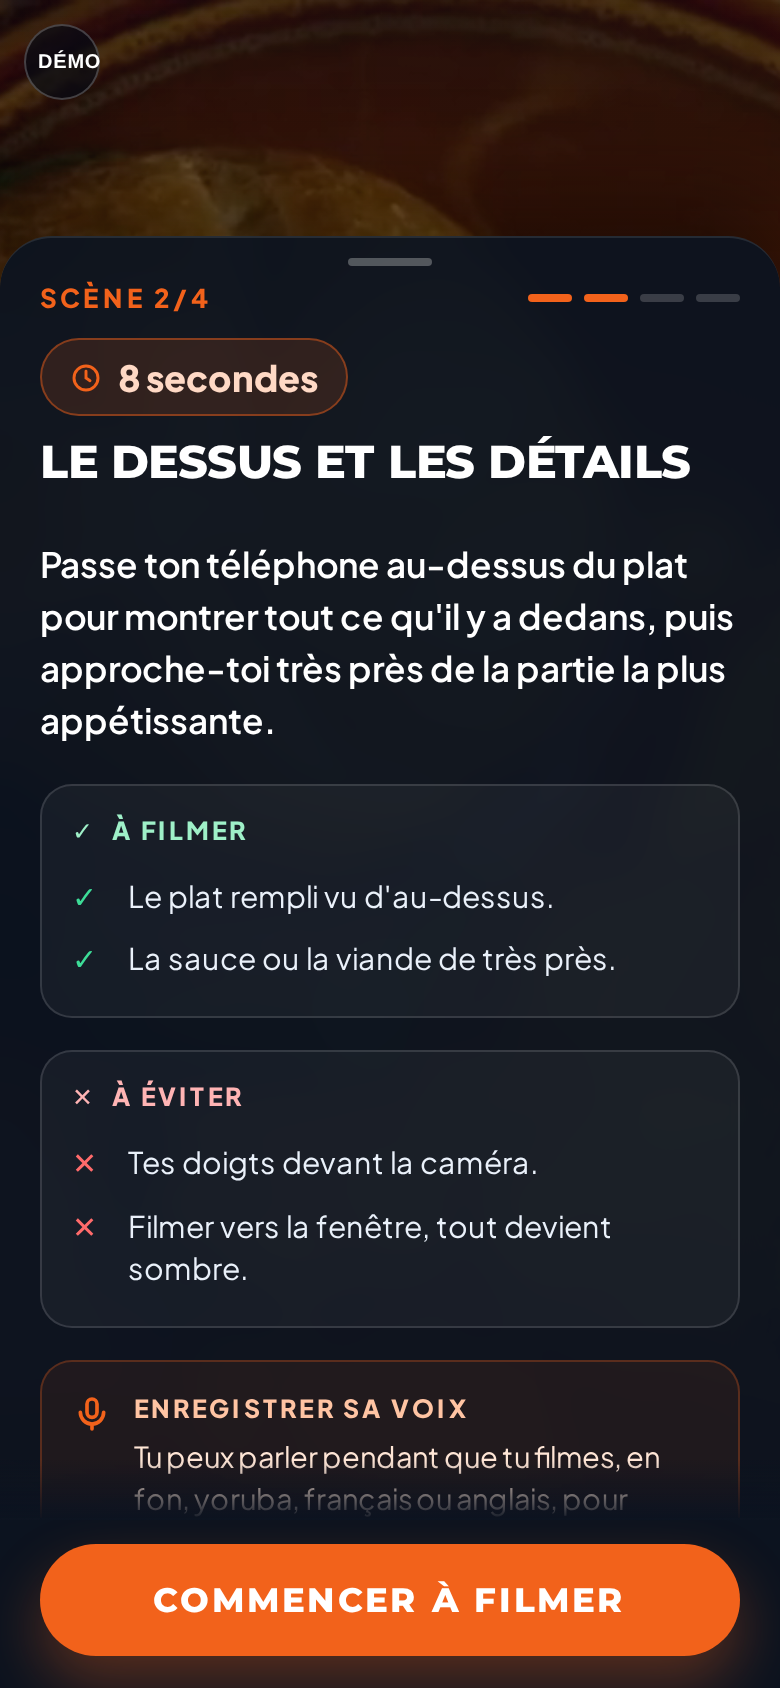 DÉMO
SCÈNE 2/4
8 secondes
LE DESSUS ET LES DÉTAILS
Passe ton téléphone au-dessus du plat
pour montrer tout ce qu'il y a dedans, puis
approche-toi très près de la partie la plus
appétissante.
✓ À FILMER
✓ Le plat rempli vu d'au-dessus.
✓ La sauce ou la viande de très près.
✕ À ÉVITER
✕ Tes doigts devant la caméra.
✕ Filmer vers la fenêtre, tout devient
sombre.
ENREGISTRER SA VOIX
Tu peux parler pendant que tu filmes, en
fon, yoruba, français ou anglais, pour
COMMENCER À FILMER